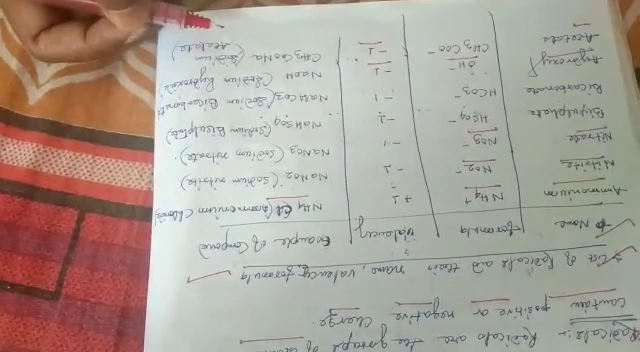 Radicals:- Radicals are the groups of
contain positive or negative charge.
List of Radicals and their name, valency, formula
Name formula valency Example of Compound
Ammonium NH4+ +1 NH4Cl (Ammonium Chloride
Nitrite NO2- -1 NaNO2 (Sodium nitrite)
Nitrate NO3- -1 NaNO3 (Sodium nitrate).
Bisulphate HSO4- -1 NaHSO4 (Sodium Bisulphate)
Bicarbonate HCO3- -1 NaHCO3 (Sodium Bicarbonate
Hydroxyl OH- -1 NaOH (Sodium Hydroxide)
Acetate CH3COO- -1 CH3COONa (Sodium Acetate)